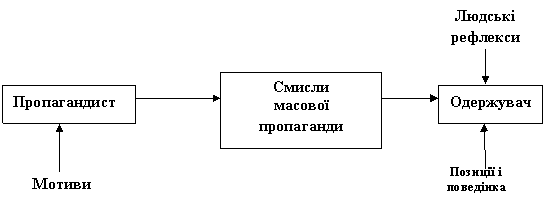 Людські
рефлекси
Пропагандист
Смисли
масової
пропаганди
Одержувач
Мотиви
Позиції і
поведінка